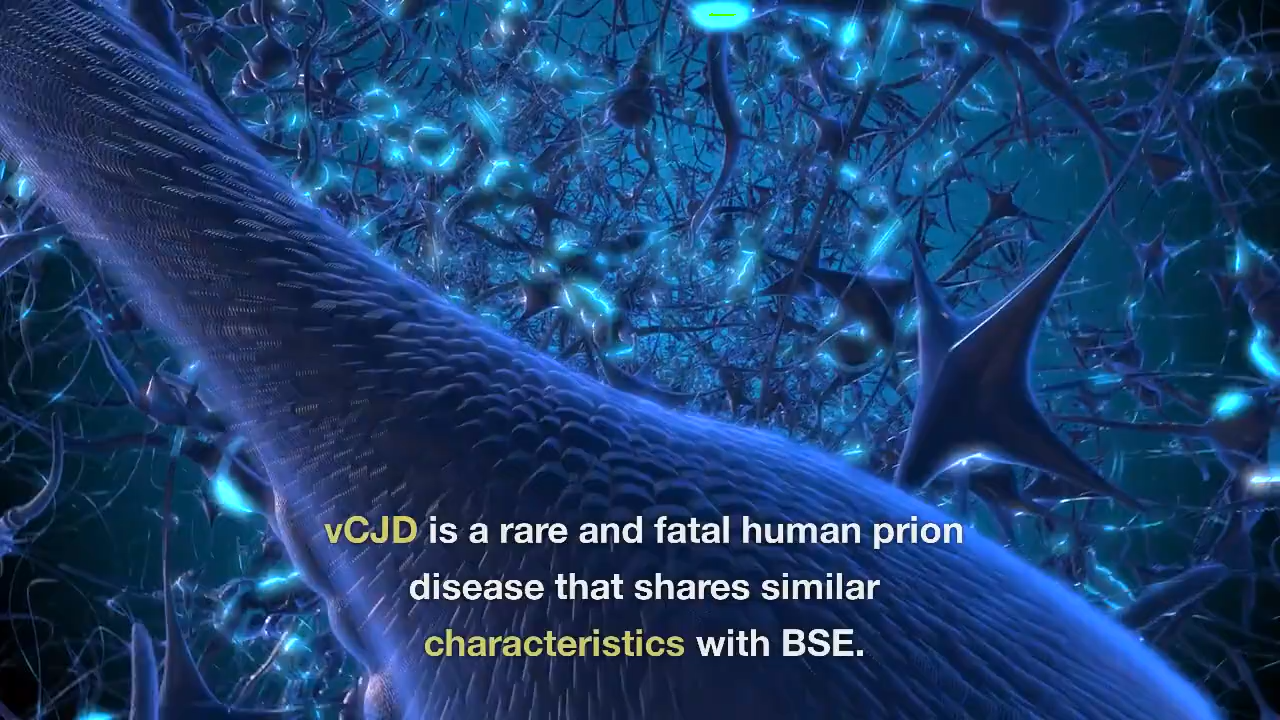 vCJD is a rare and fatal human prion
disease that shares similar
characteristics with BSE.